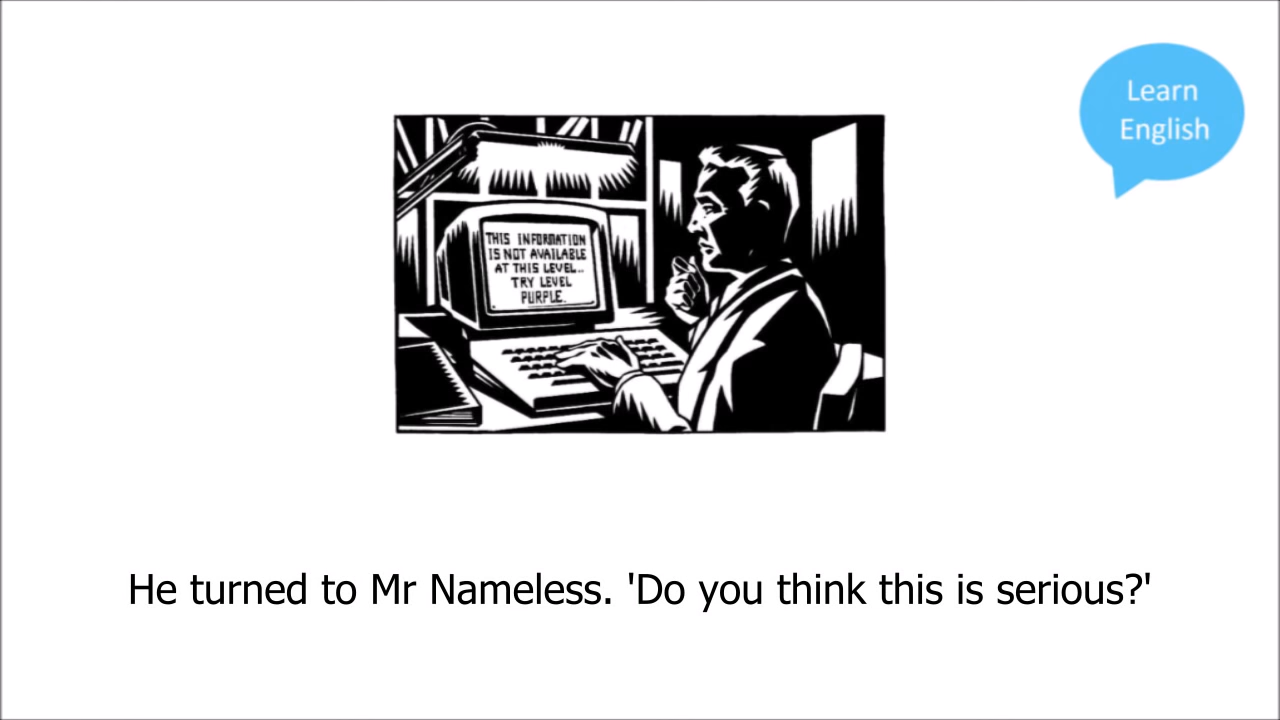 Learn
English
THIS INFORMATION
IS NOT AVAILABLE
AT THIS LEVEL..
TRY LEVEL
PURPLE.
He turned to Mr Nameless. 'Do you think this is serious?'